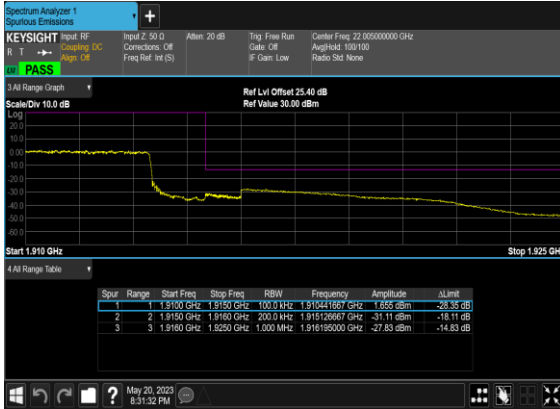 Spectrum Analyzer 1
Spurious Emissions
+
KEYSIGHT Input: RF Input Z: 50 Ω Atten: 20 dB Trig: Free Run Center Freq: 22.005000000 GHz
R T Coupling: DC Corrections: Off Gate: Off Avg|Hold: 100/100
Align: Off Freq Ref: Int (S) IF Gain: Low Radio Std: None
PASS
3 All Range Graph
Ref Lvl Offset 25.40 dB
Scale/Div 10.0 dB Ref Value 30.00 dBm
Log
20.0
10.0
0.00
-10.0
-20.0
-30.0
-40.0
-50.0
-60.0
Start 1.910 GHz Stop 1.925 GH
4 All Range Table
Spur Range Start Freq Stop Freq RBW Frequency Amplitude ΔLimit
1 1 1.9100 GHz 1.9150 GHz 100.0 kHz 1.910441667 GHz 1.655 dBm -28.35 dB
2 2 1.9150 GHz 1.9160 GHz 200.0 kHz 1.915126667 GHz -31.11 dBm -18.11 dB
3 3 1.9160 GHz 1.9250 GHz 1.000 MHz 1.916195000 GHz -27.83 dBm -14.83 dB
?
May 20, 2023
8:31:32 PM